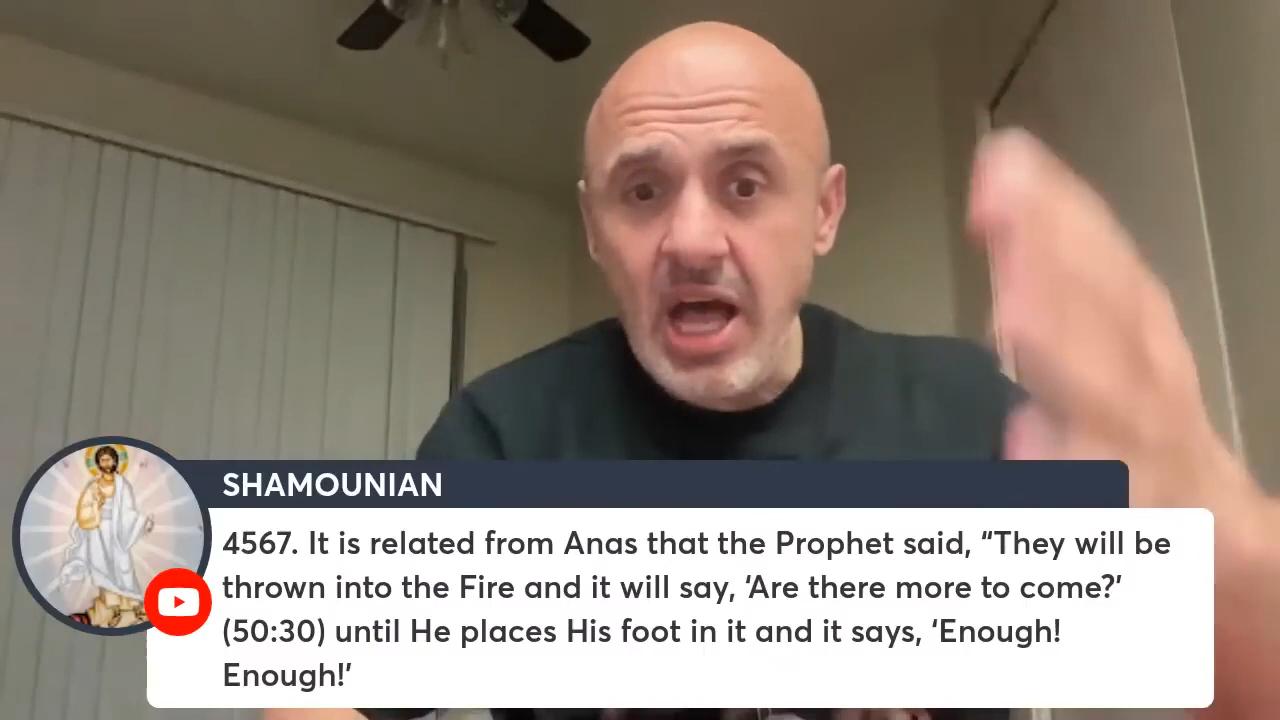 SHAMOUNIAN
4567. It is related from Anas that the Prophet said, “They will be
thrown into the Fire and it will say, ‘Are there more to come?’
(50:30) until He places His foot in it and it says, ‘Enough!
Enough!’